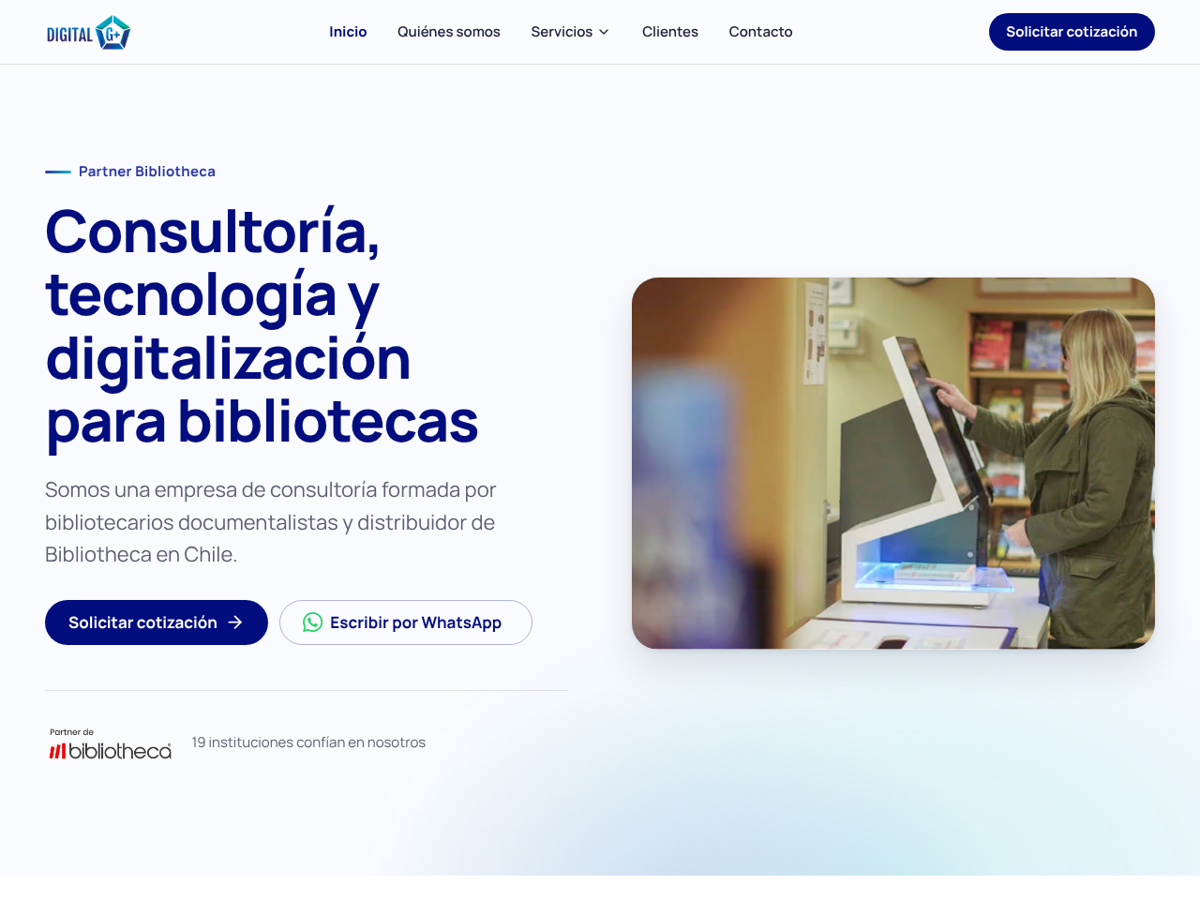 DIGITAL G+
Inicio
Quiénes somos
Servicios
Clientes
Contacto
Solicitar cotización
Partner Bibliotheca
Consultoría,
tecnología y
digitalización
para bibliotecas
Somos una empresa de consultoría formada por
bibliotecarios documentalistas y distribuidor de
Bibliotheca en Chile.
Solicitar cotización
Escribir por WhatsApp
Partner de
bibliotheca
19 instituciones confían en nosotros